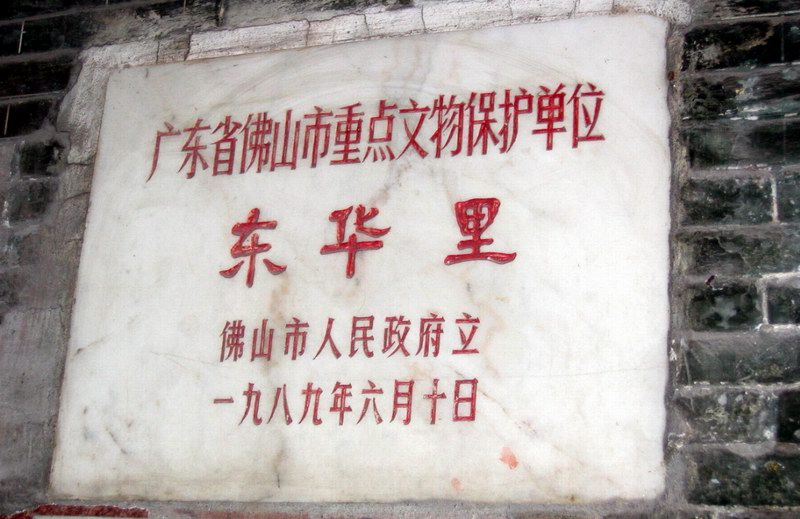 广东省佛山市重点文物保护单位
东华里
佛山市人民政府立
一九八九年六月十日